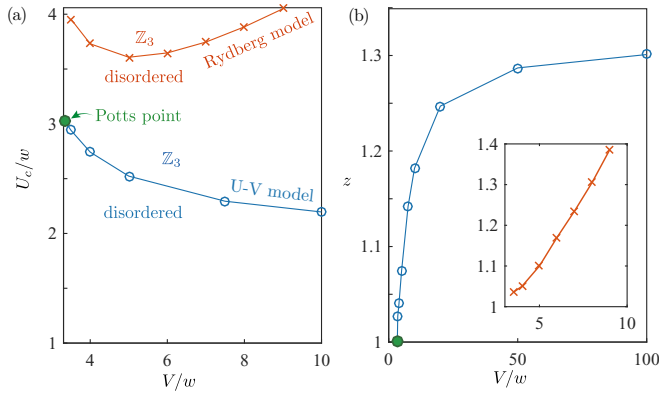 (a)
4
3
2
1
U_c/w
ℤ₃
Rydberg model
disordered
Potts point
ℤ₃
U-V model
disordered
4
6
8
10
V/w
(b)
1.3
1.2
1.1
1
z
1.4
1.3
1.2
1.1
1
5
10
0
50
100
V/w